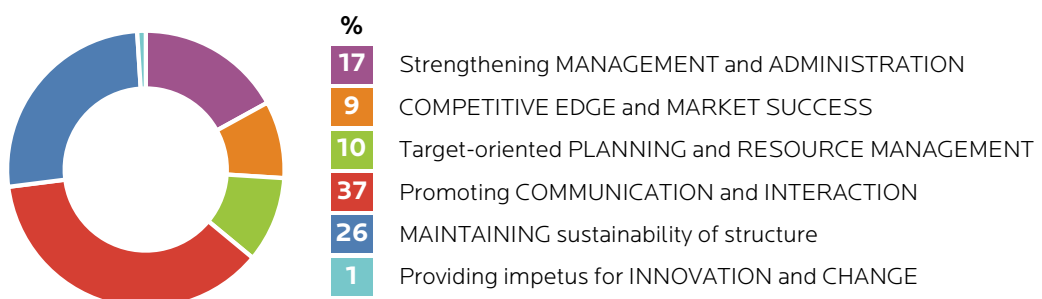 %
17 Strengthening MANAGEMENT and ADMINISTRATION
9 COMPETITIVE EDGE and MARKET SUCCESS
10 Target-oriented PLANNING and RESOURCE MANAGEMENT
37 Promoting COMMUNICATION and INTERACTION
26 MAINTAINING sustainability of structure
1 Providing impetus for INNOVATION and CHANGE